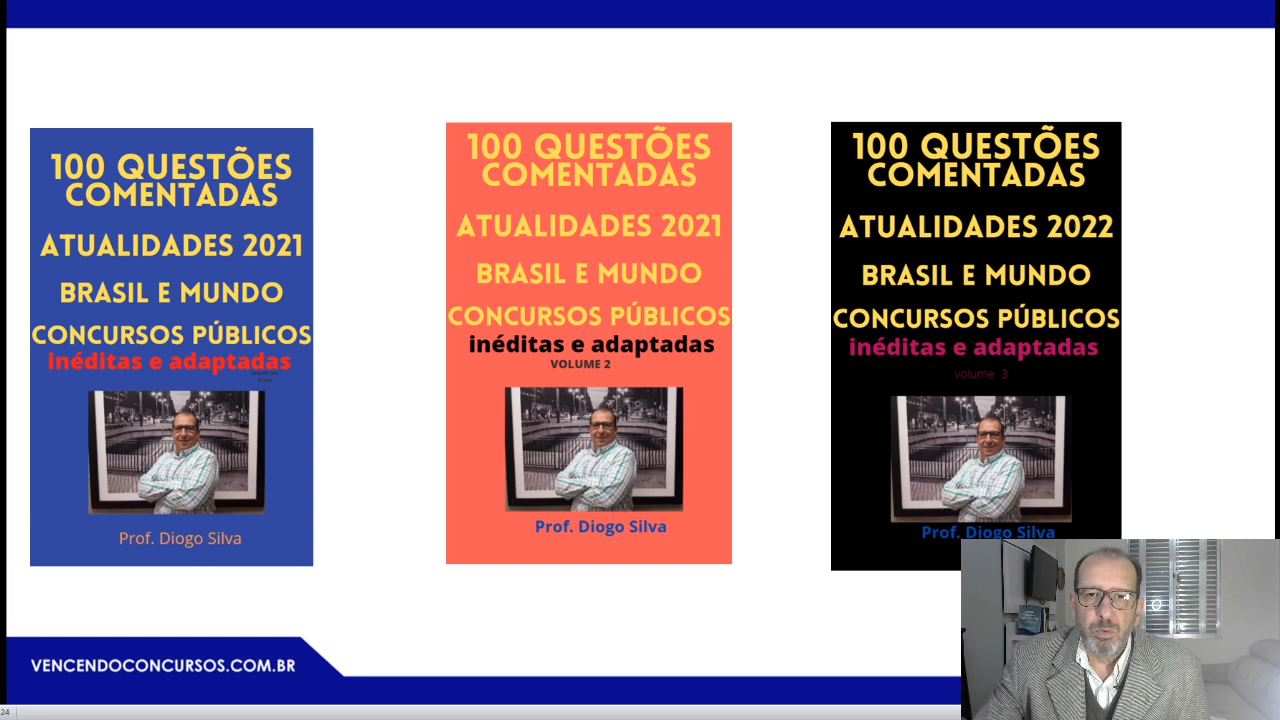 100 QUESTÕES
COMENTADAS
ATUALIDADES 2021
BRASIL E MUNDO
CONCURSOS PÚBLICOS
inéditas e adaptadas
Prof. Diogo Silva
100 QUESTÕES
COMENTADAS
ATUALIDADES 2021
BRASIL E MUNDO
CONCURSOS PÚBLICOS
inéditas e adaptadas
VOLUME 2
Prof. Diogo Silva
100 QUESTÕES
COMENTADAS
ATUALIDADES 2022
BRASIL E MUNDO
CONCURSOS PÚBLICOS
inéditas e adaptadas
volume 3
Prof. Diogo Silva
VENCENDOCONCURSOS.COM.BR
24